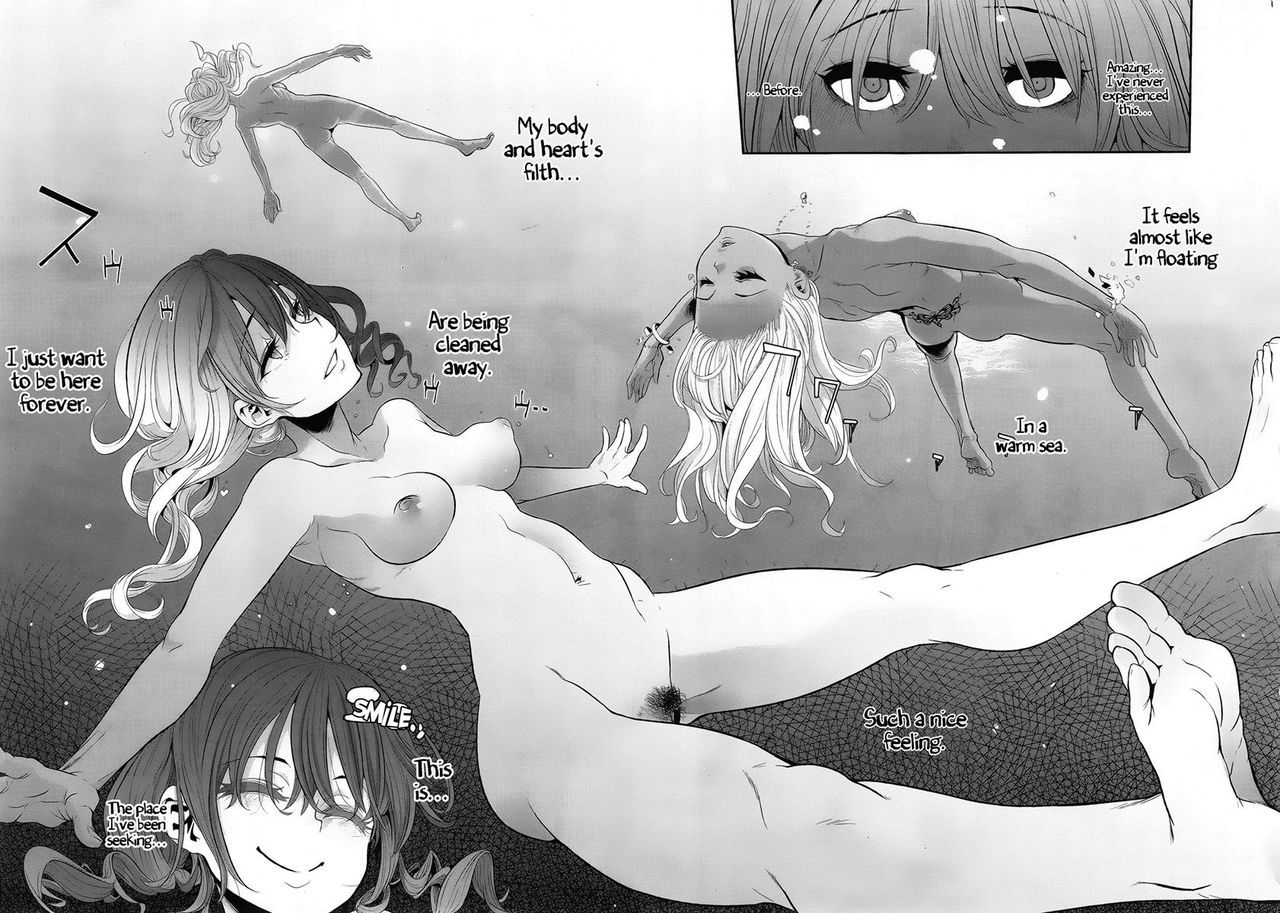 Amazing...
I've never
experienced
this...
... Before.
It feels
almost like
I'm floating
In a
warm sea.
My body
and heart's
filth...
Are being
cleaned
away.
I just want
to be here
forever.
Such a nice
feeling.
SMILE..
This
is...
The place
I've been
seeking...